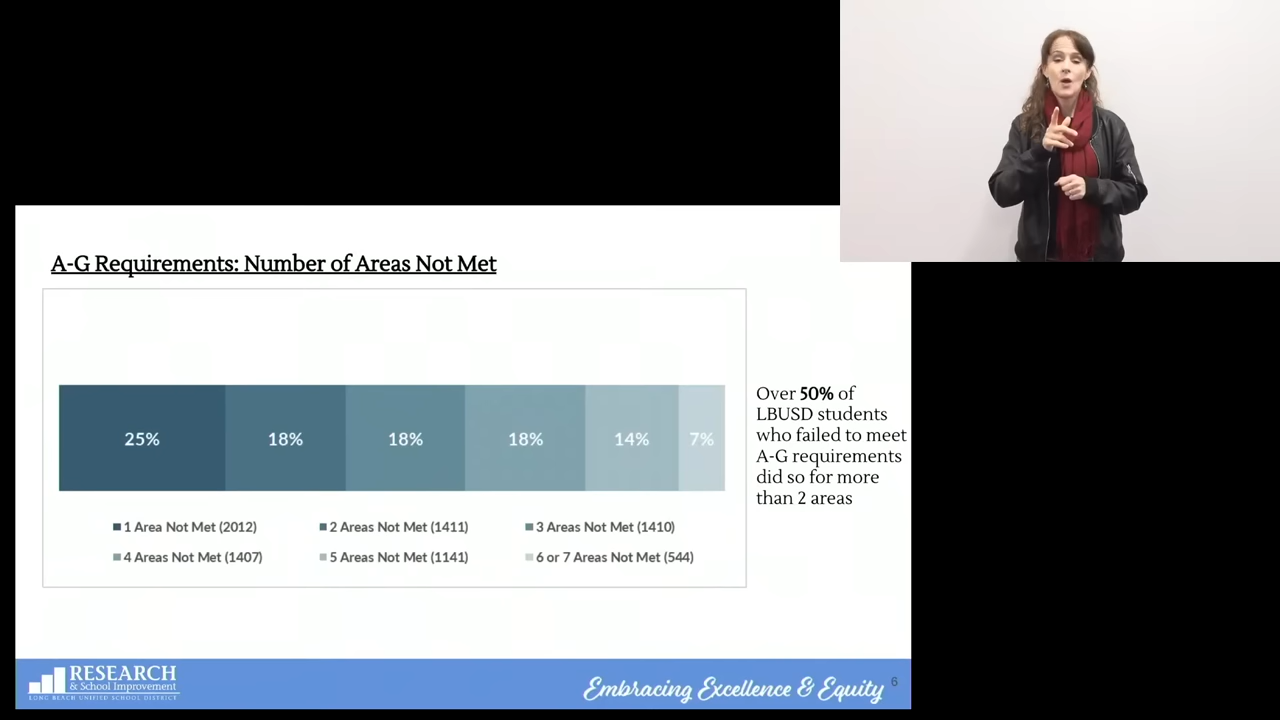 A-G Requirements: Number of Areas Not Met
25% 18% 18% 18% 14% 7%
1 Area Not Met (2012) 2 Areas Not Met (1411) 3 Areas Not Met (1410)
4 Areas Not Met (1407) 5 Areas Not Met (1141) 6 or 7 Areas Not Met (544)
Over 50% of
LBUSD students
who failed to meet
A-G requirements
did so for more
than 2 areas
RESEARCH
& School Improvement
LONG BEACH UNIFIED SCHOOL DISTRICT
Embracing Excellence & Equity
6